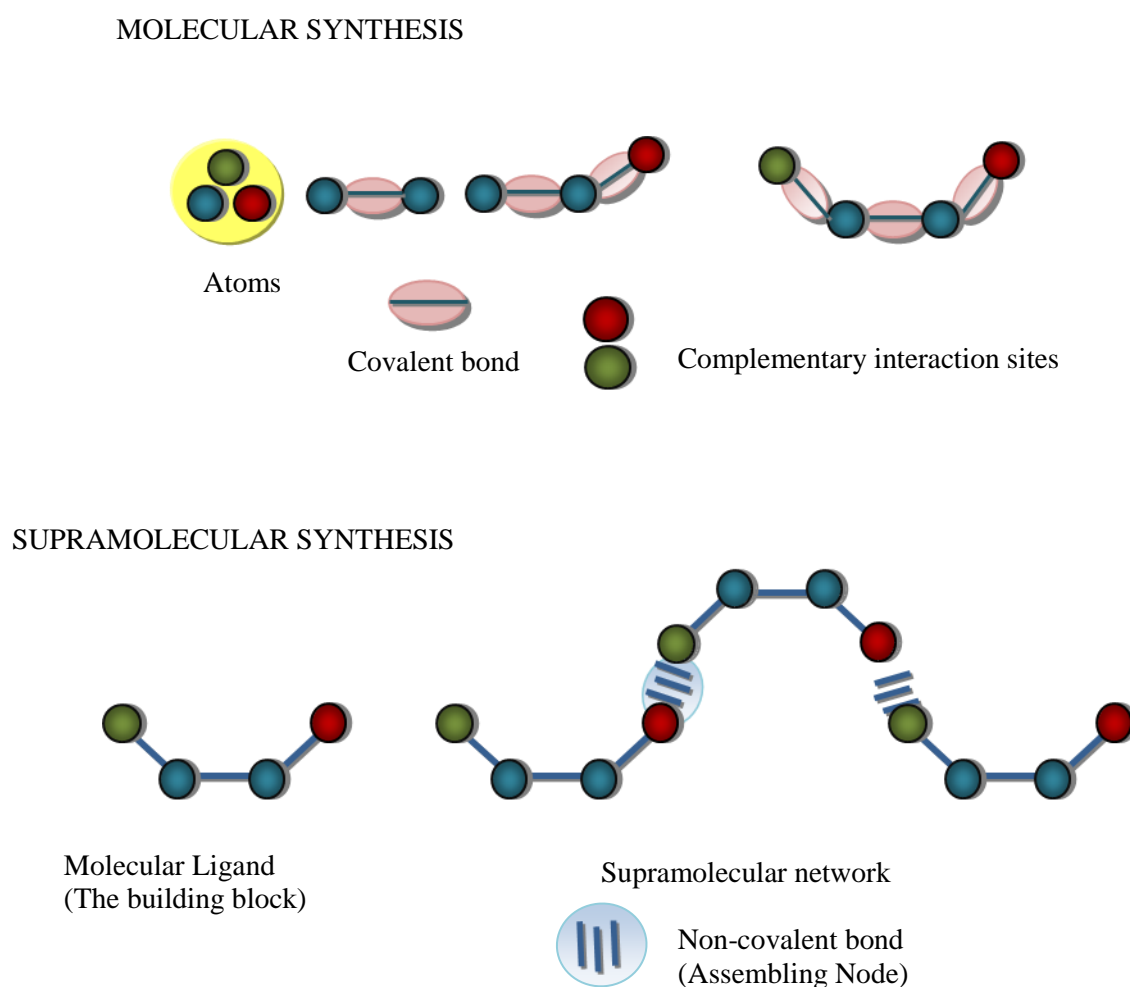 MOLECULAR SYNTHESIS
Atoms
Covalent bond
Complementary interaction sites
SUPRAMOLECULAR SYNTHESIS
Molecular Ligand
(The building block)
Supramolecular network
Non-covalent bond
(Assembling Node)